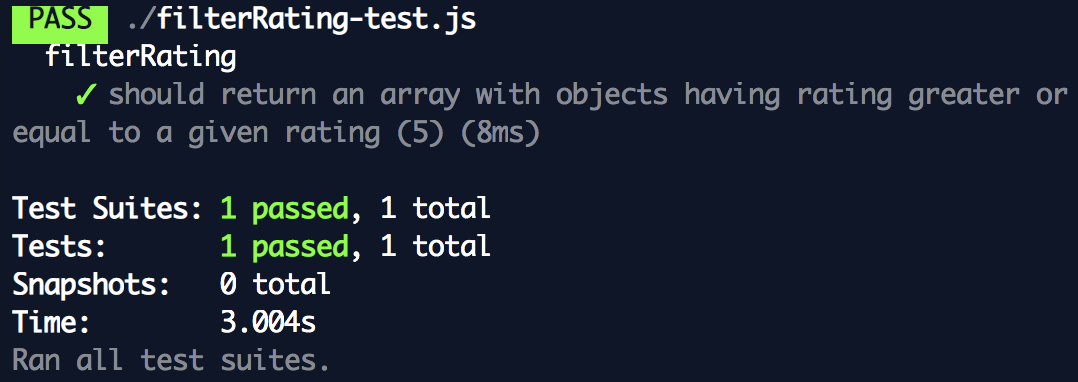 PASS ./filterRating-test.js
filterRating
✓ should return an array with objects having rating greater or
equal to a given rating (5) (8ms)
Test Suites: 1 passed, 1 total
Tests: 1 passed, 1 total
Snapshots: 0 total
Time: 3.004s
Ran all test suites.